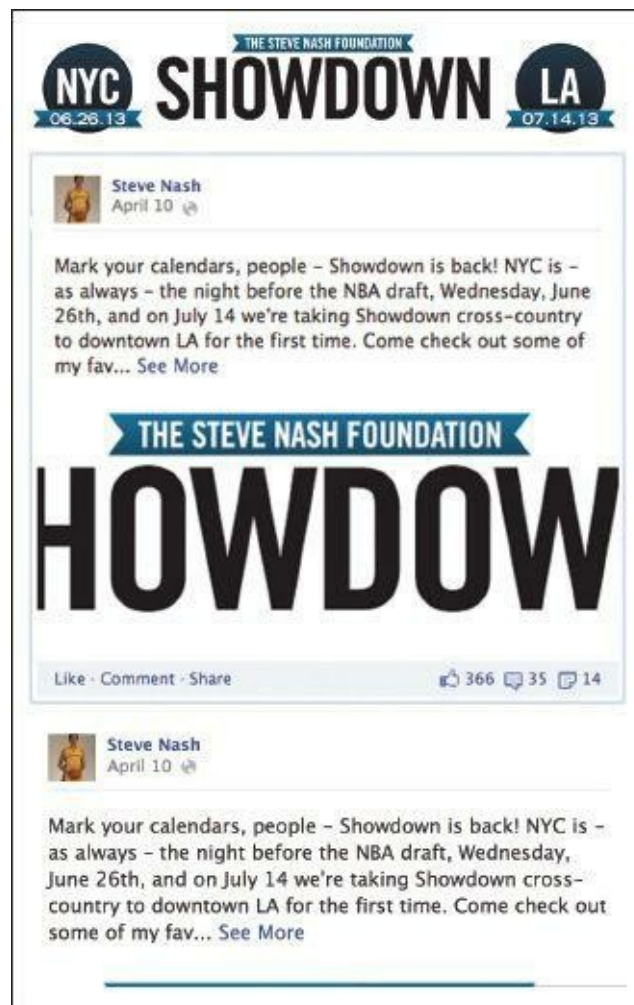 THE STEVE NASH FOUNDATION
NYC SHOWDOWN LA
06.26.13 07.14.13
Steve Nash
April 10
Mark your calendars, people – Showdown is back! NYC is –
as always – the night before the NBA draft, Wednesday, June
26th, and on July 14 we're taking Showdown cross-country
to downtown LA for the first time. Come check out some of
my fav... See More
THE STEVE NASH FOUNDATION
HOWDOW
Like · Comment · Share 366 35 14
Steve Nash
April 10
Mark your calendars, people – Showdown is back! NYC is –
as always – the night before the NBA draft, Wednesday,
June 26th, and on July 14 we're taking Showdown cross-
country to downtown LA for the first time. Come check out
some of my fav... See More